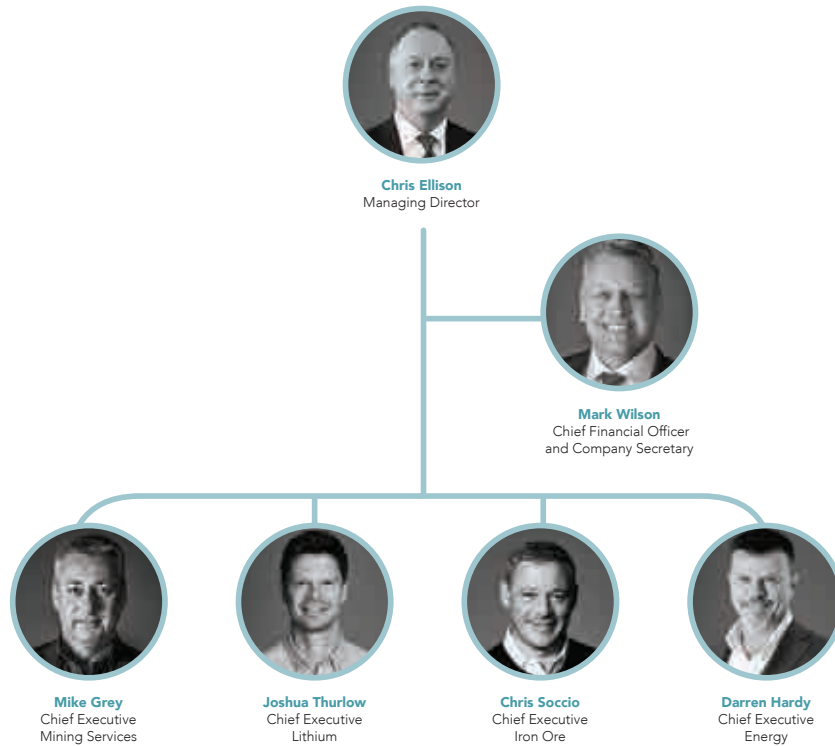 Chris Ellison
Managing Director
Mark Wilson
Chief Financial Officer
and Company Secretary
Mike Grey
Chief Executive
Mining Services
Joshua Thurlow
Chief Executive
Lithium
Chris Soccio
Chief Executive
Iron Ore
Darren Hardy
Chief Executive
Energy